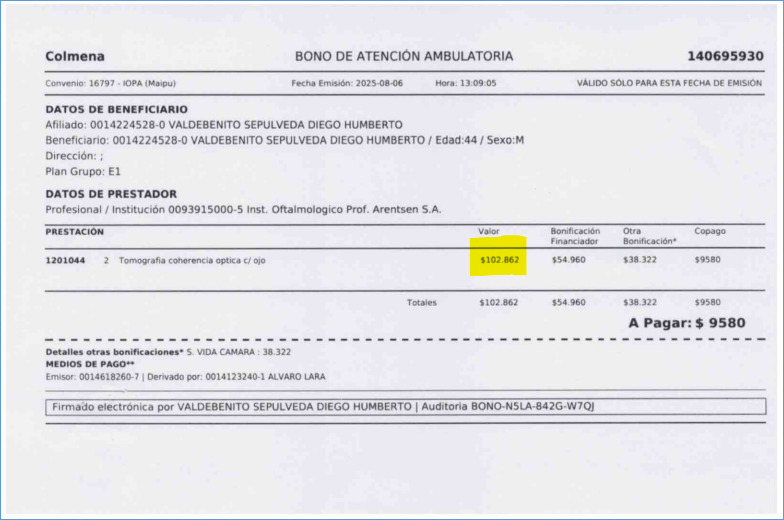 Colmena BONO DE ATENCIÓN AMBULATORIA 140695930
Convenio: 16797 - IOPA (Maipu) Fecha Emisión: 2025-08-06 Hora: 13:09:05 VÁLIDO SÓLO PARA ESTA FECHA DE EMISIÓN
DATOS DE BENEFICIARIO
Afiliado: 0014224528-0 VALDEBENITO SEPULVEDA DIEGO HUMBERTO
Beneficiario: 0014224528-0 VALDEBENITO SEPULVEDA DIEGO HUMBERTO / Edad:44 / Sexo:M
Dirección: ;
Plan Grupo: E1
DATOS DE PRESTADOR
Profesional / Institución 0093915000-5 Inst. Oftalmologico Prof. Arentsen S.A.
PRESTACIÓN Valor Bonificación Financiador Otra Bonificación* Copago
1201044 2 Tomografia coherencia optica c/ ojo $102.862 $54.960 $38.322 $9580
Totales $102.862 $54.960 $38.322 $9580
A Pagar: $ 9580
Detalles otras bonificaciones* S. VIDA CAMARA : 38.322
MEDIOS DE PAGO**
Emisor: 0014618260-7 | Derivado por: 0014123240-1 ALVARO LARA
Firmado electrónica por VALDEBENITO SEPULVEDA DIEGO HUMBERTO | Auditoria BONO-N5LA-842G-W7QJ